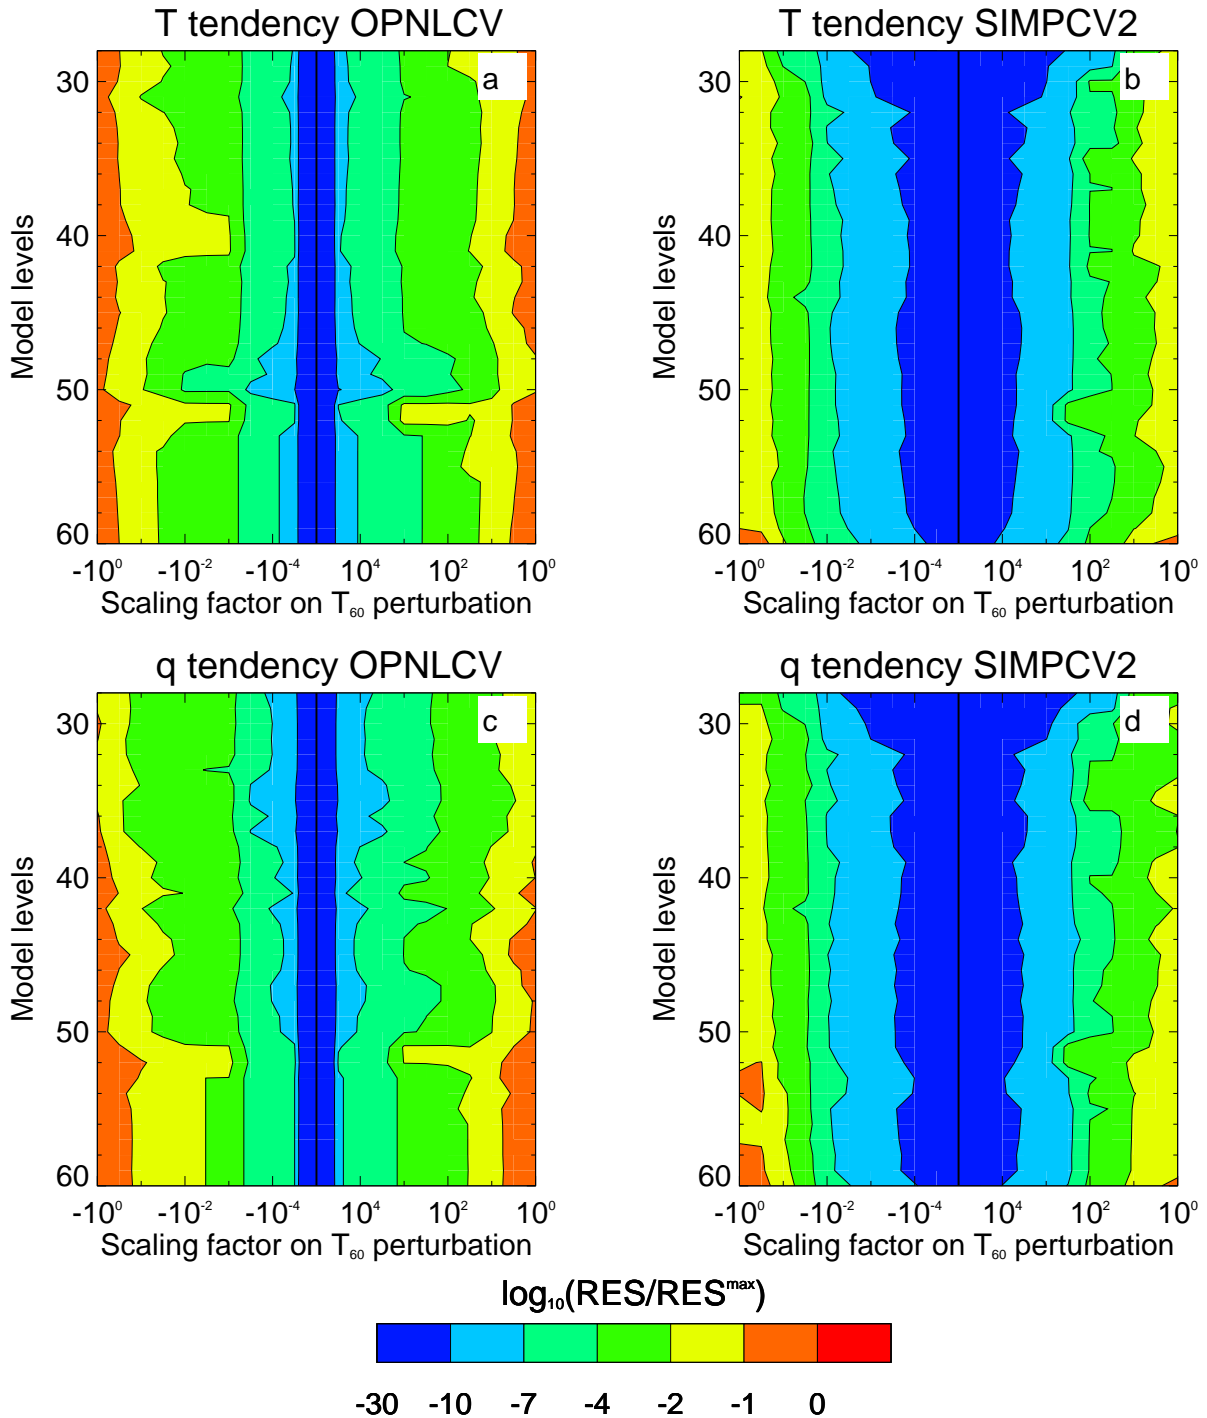 T tendency OPNLCV
T tendency SIMPCV2
a
b
30
40
50
60
Model levels
30
40
50
60
Model levels
-10⁰ -10⁻² -10⁻⁴ 10⁴ 10² 10⁰
-10⁰ -10⁻² -10⁻⁴ 10⁴ 10² 10⁰
Scaling factor on T₆₀ perturbation
Scaling factor on T₆₀ perturbation
q tendency OPNLCV
q tendency SIMPCV2
c
d
30
40
50
60
Model levels
30
40
50
60
Model levels
-10⁰ -10⁻² -10⁻⁴ 10⁴ 10² 10⁰
-10⁰ -10⁻² -10⁻⁴ 10⁴ 10² 10⁰
Scaling factor on T₆₀ perturbation
Scaling factor on T₆₀ perturbation
log₁₀(RES/RESᵐᵃˣ)
-30 -10 -7 -4 -2 -1 0